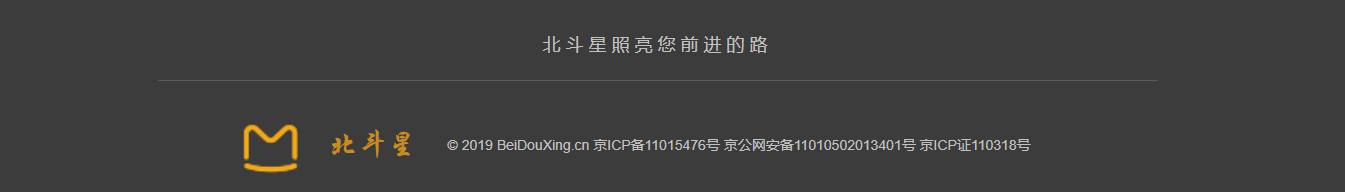 北斗星照亮您前进的路
北斗星
© 2019 BeiDouXing.cn 京ICP备11015476号 京公网安备11010502013401号 京ICP证110318号